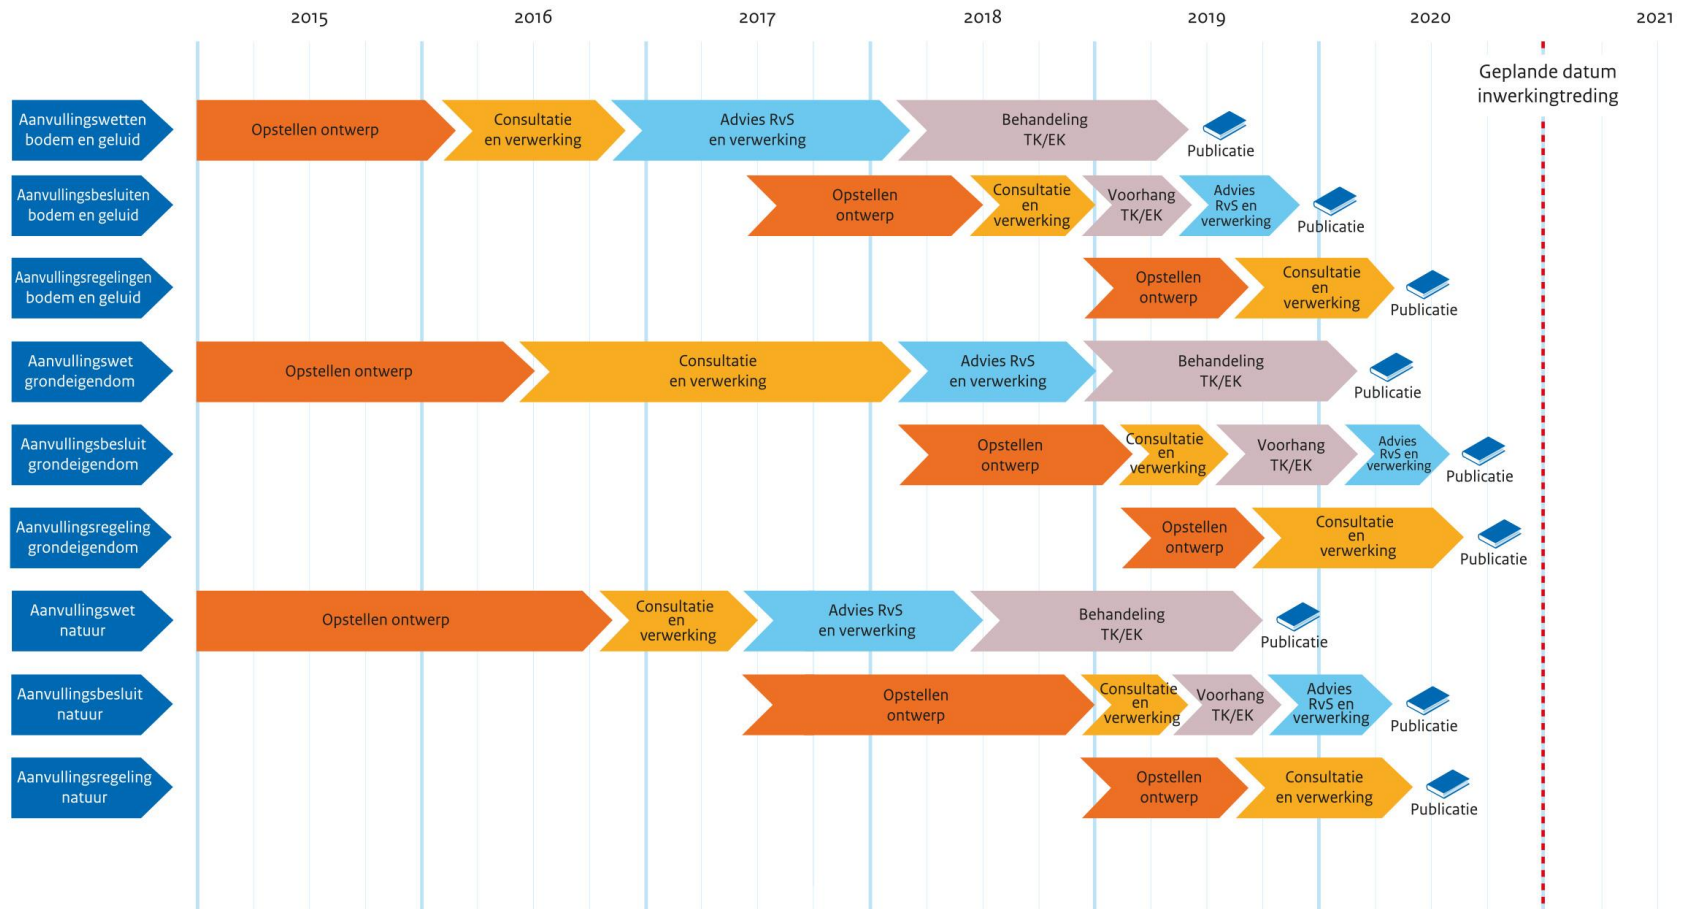 2015 2016 2017 2018 2019 2020 2021
Geplande datum
inwerkingtreding
Aanvullingswetten
bodem en geluid
Opstellen ontwerp
Consultatie
en verwerking
Advies RvS
en verwerking
Behandeling
TK/EK
Publicatie
Aanvullingsbesluiten
bodem en geluid
Opstellen
ontwerp
Consultatie
en
verwerking
Voorhang
TK/EK
Advies
RvS en
verwerking
Publicatie
Aanvullingsregelingen
bodem en geluid
Opstellen
ontwerp
Consultatie
en
verwerking
Publicatie
Aanvullingswet
grondeigendom
Opstellen ontwerp
Consultatie
en verwerking
Advies RvS
en verwerking
Behandeling
TK/EK
Publicatie
Aanvullingsbesluit
grondeigendom
Opstellen
ontwerp
Consultatie
en
verwerking
Voorhang
TK/EK
Advies
RvS en
verwerking
Publicatie
Aanvullingsregeling
grondeigendom
Opstellen
ontwerp
Consultatie
en
verwerking
Publicatie
Aanvullingswet
natuur
Opstellen ontwerp
Consultatie
en
verwerking
Advies RvS
en verwerking
Behandeling
TK/EK
Publicatie
Aanvullingsbesluit
natuur
Opstellen
ontwerp
Consultatie
en
verwerking
Voorhang
TK/EK
Advies
RvS en
verwerking
Publicatie
Aanvullingsregeling
natuur
Opstellen
ontwerp
Consultatie
en verwerking
Publicatie